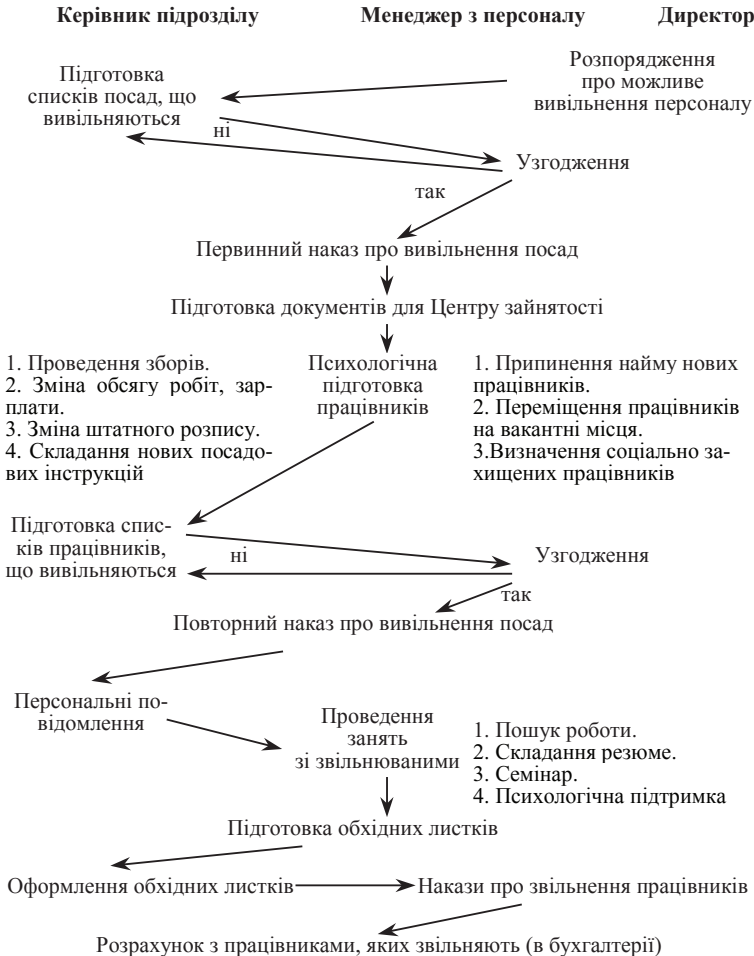 Керівник підрозділу Менеджер з персоналу Директор
Розпорядження
про можливе
вивільнення персоналу
Підготовка
списків посад, що
вивільняються
ні
Узгодження
так
Первинний наказ про вивільнення посад
Підготовка документів для Центру зайнятості
1. Проведення зборів.
2. Зміна обсягу робіт, зар-
плати.
3. Зміна штатного розпису.
4. Складання нових посадо-
вих інструкцій
Психологічна
підготовка
працівників
1. Припинення найму нових
працівників.
2. Переміщення працівників
на вакантні місця.
3.Визначення соціально за-
хищених працівників
Підготовка спис-
ків працівників,
що вивільняються
ні
Узгодження
так
Повторний наказ про вивільнення посад
Персональні по-
відомлення
Проведення
занять
зі звільнюваними
1. Пошук роботи.
2. Складання резюме.
3. Семінар.
4. Психологічна підтримка
Підготовка обхідних листків
Оформлення обхідних листків Накази про звільнення працівників
Розрахунок з працівниками, яких звільняють (в бухгалтерії)